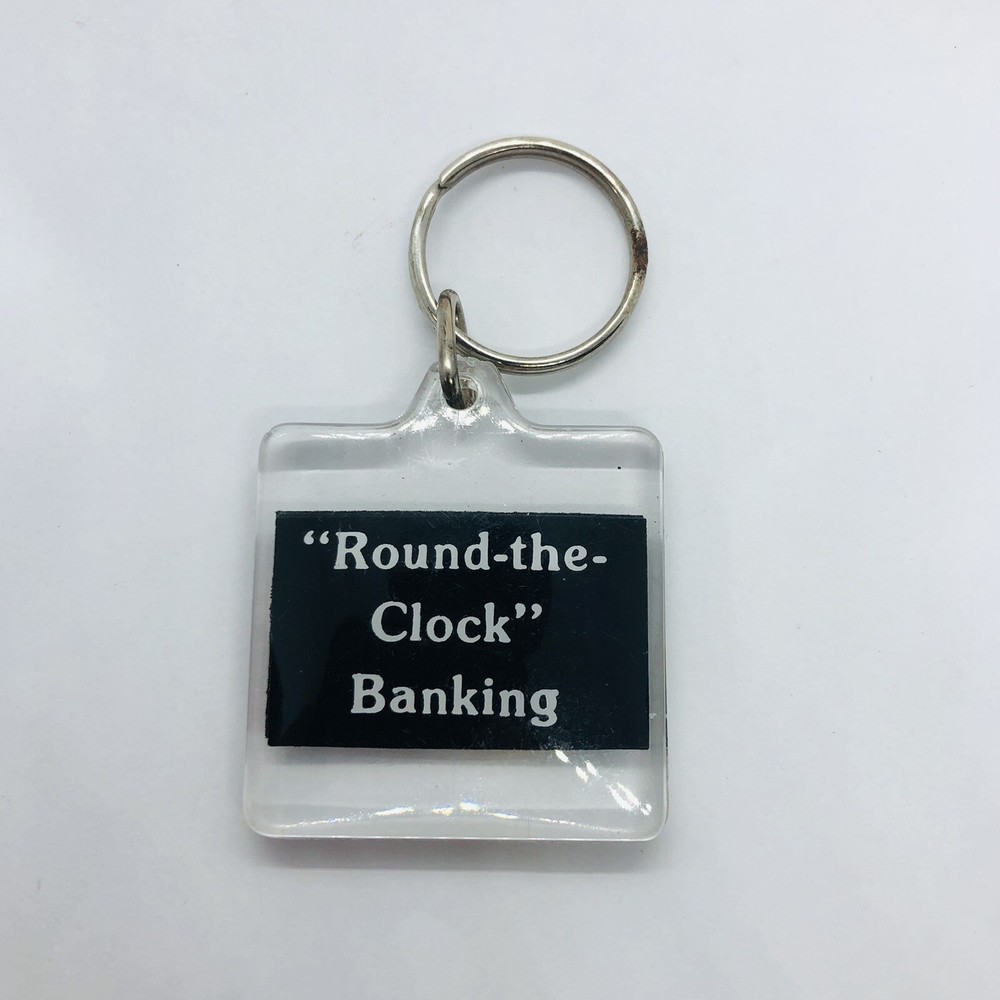 “Round-the-
Clock”
Banking